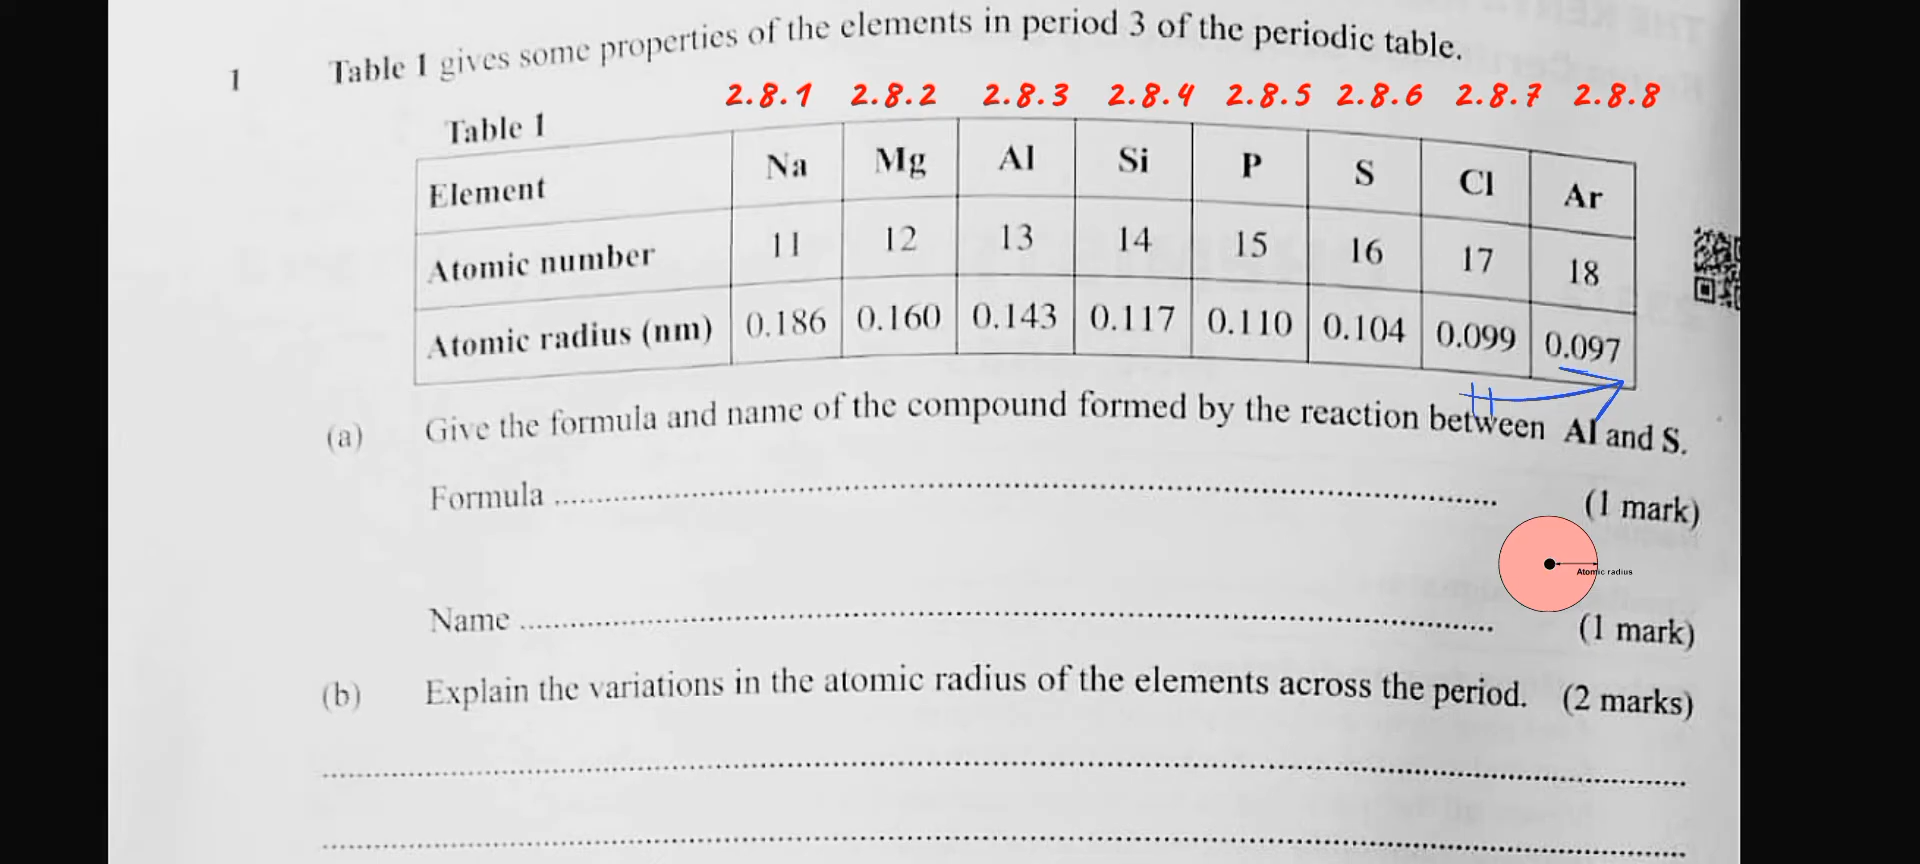 1 Table 1 gives some properties of the elements in period 3 of the periodic table.
2.8.1 2.8.2 2.8.3 2.8.4 2.8.5 2.8.6 2.8.7 2.8.8
Table 1
Element Na Mg Al Si P S Cl Ar
Atomic number 11 12 13 14 15 16 17 18
Atomic radius (nm) 0.186 0.160 0.143 0.117 0.110 0.104 0.099 0.097
(a) Give the formula and name of the compound formed by the reaction between Al and S.
Formula (1 mark)
Atomic radius
Name (1 mark)
(b) Explain the variations in the atomic radius of the elements across the period. (2 marks)